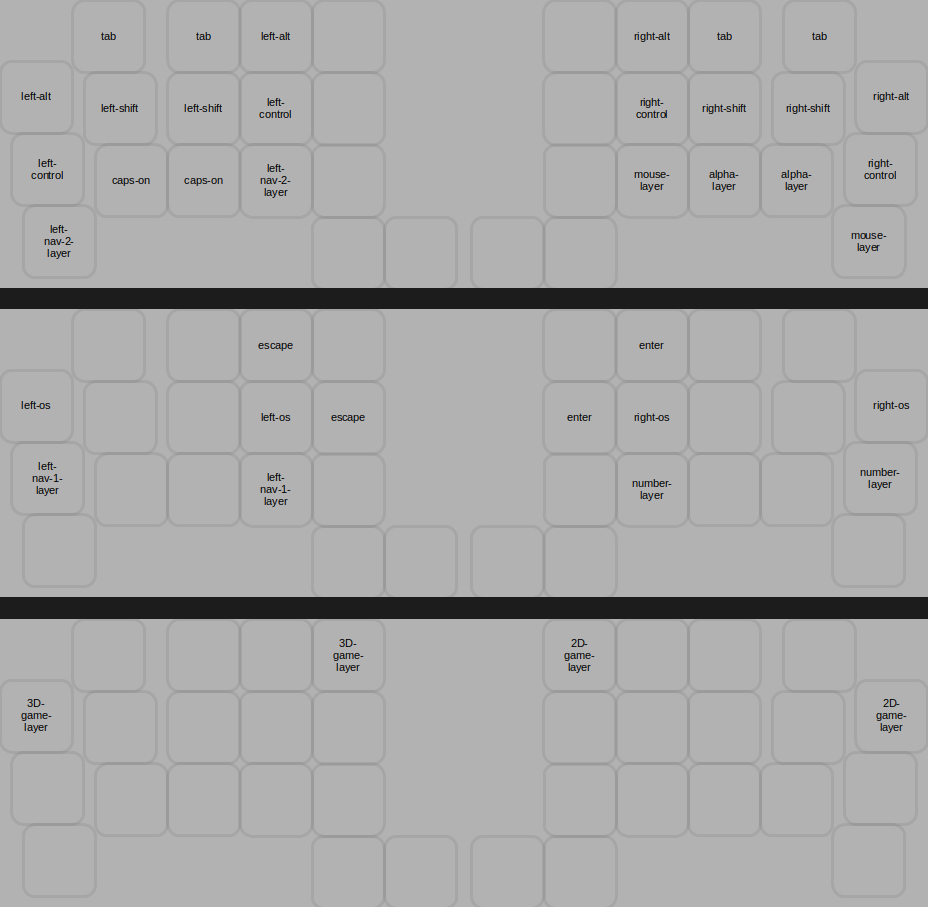 tab
tab
left-alt
right-alt
tab
tab
left-alt
left-shift
left-shift
left-
control
right-
control
right-shift
right-shift
right-alt
left-
control
caps-on
caps-on
left-
nav-2-
layer
mouse-
layer
alpha-
layer
alpha-
layer
right-
control
left-
nav-2-
layer
mouse-
layer
escape
enter
left-os
left-os
escape
enter
right-os
right-os
left-
nav-1-
layer
left-
nav-1-
layer
number-
layer
number-
layer
3D-
game-
layer
2D-
game-
layer
3D-
game-
layer
2D-
game-
layer